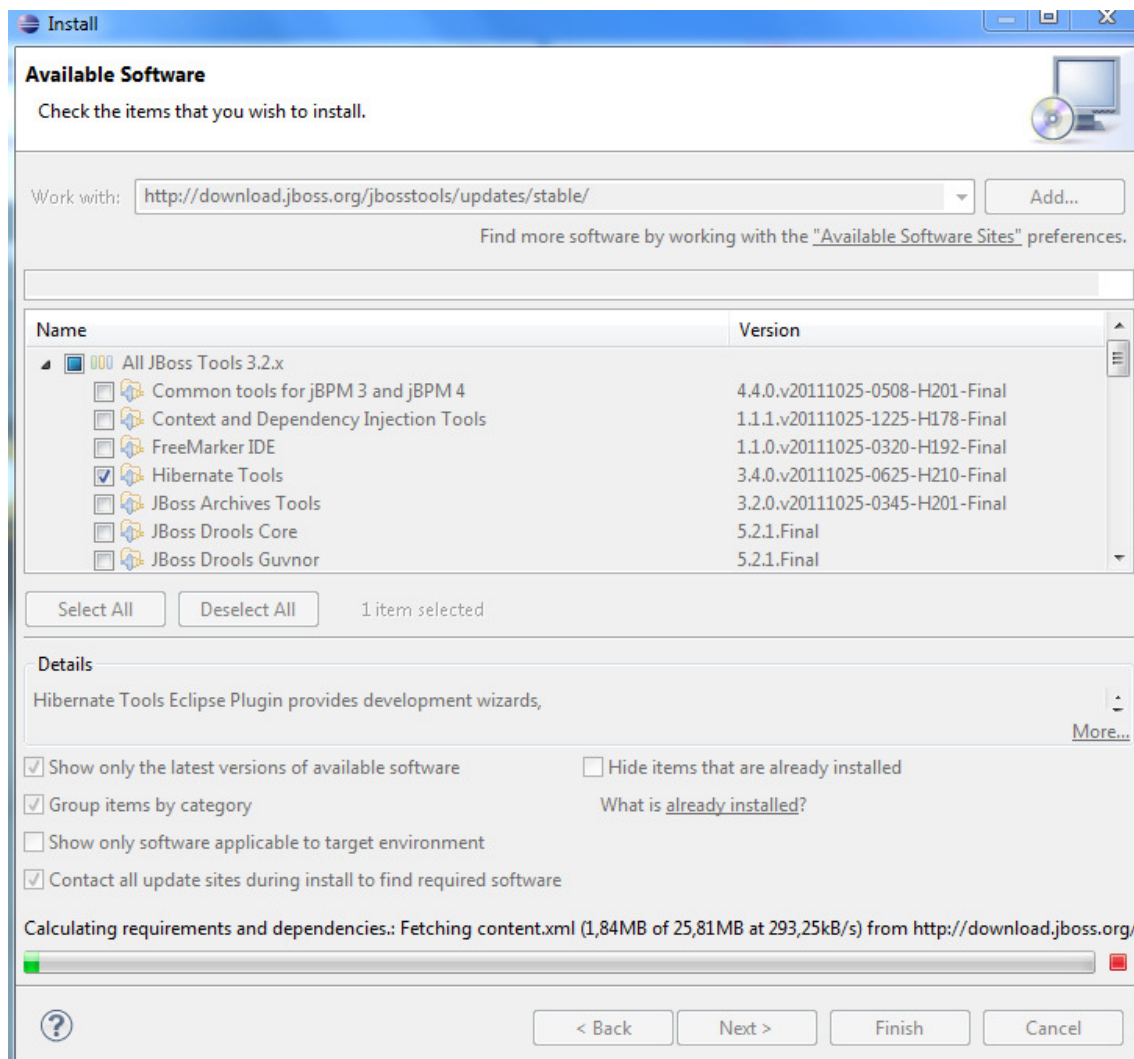 Install
Available Software
Check the items that you wish to install.
Work with: http://download.jboss.org/jbosstools/updates/stable/ Add...
Find more software by working with the "Available Software Sites" preferences.
Name Version
All JBoss Tools 3.2.x
Common tools for jBPM 3 and jBPM 4 4.4.0.v20111025-0508-H201-Final
Context and Dependency Injection Tools 1.1.1.v20111025-1225-H178-Final
FreeMarker IDE 1.1.0.v20111025-0320-H192-Final
Hibernate Tools 3.4.0.v20111025-0625-H210-Final
JBoss Archives Tools 3.2.0.v20111025-0345-H201-Final
JBoss Drools Core 5.2.1.Final
JBoss Drools Guvnor 5.2.1.Final
Select All Deselect All 1 item selected
Details
Hibernate Tools Eclipse Plugin provides development wizards,
More...
Show only the latest versions of available software Hide items that are already installed
Group items by category What is already installed?
Show only software applicable to target environment
Contact all update sites during install to find required software
Calculating requirements and dependencies.: Fetching content.xml (1,84MB of 25,81MB at 293,25kB/s) from http://download.jboss.org/
? < Back Next > Finish Cancel